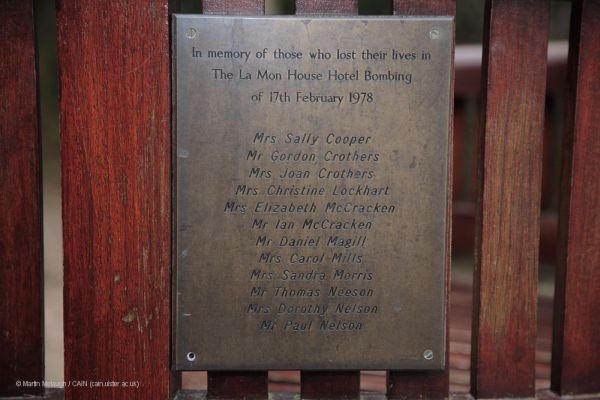 In memory of those who lost their lives in
The La Mon House Hotel Bombing
of 17th February 1978
Mrs Sally Cooper
Mr Gordon Crothers
Mrs Joan Crothers
Mrs Christine Lockhart
Mrs Elizabeth McCracken
Mr Ian McCracken
Mr Daniel Magill
Mrs Carol Mills
Mrs Sandra Morris
Mr Thomas Neeson
Mrs Dorothy Nelson
Mr Paul Nelson
© Martin Melaugh / CAIN (cain.ulster.ac.uk)